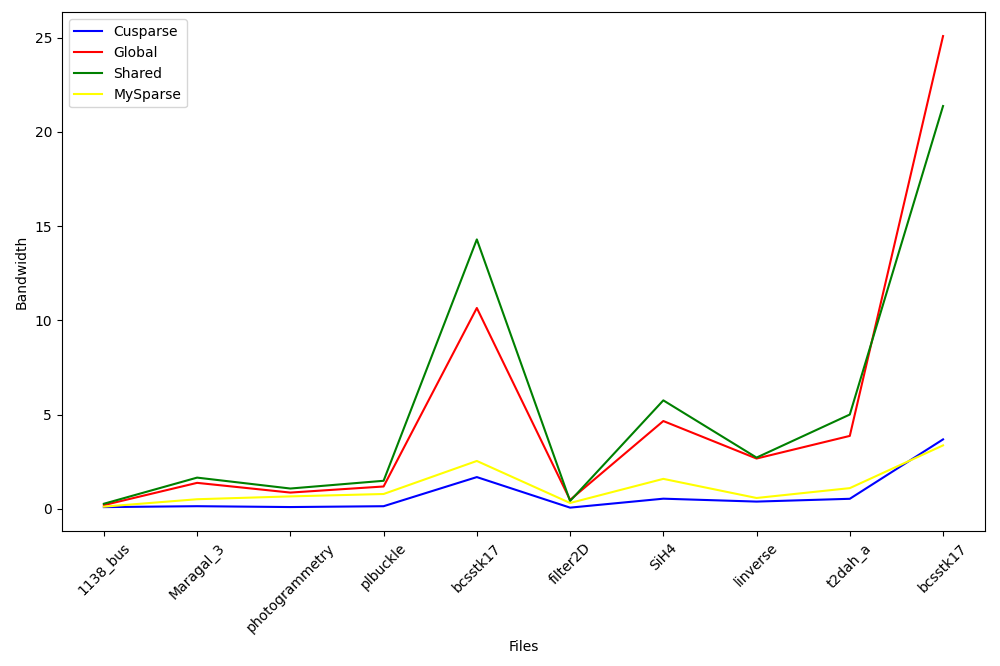 Cusparse
Global
Shared
MySparse
Bandwidth
25
20
15
10
5
0
1138_bus
Maragal_3
photogrammetry
plbuckle
bcsstk17
filter2D
SiH4
linverse
t2dah_a
bcsstk17
Files